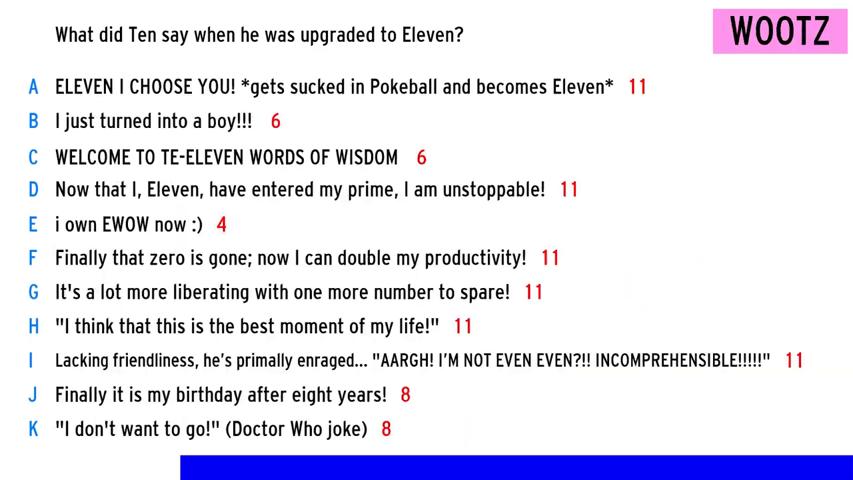 What did Ten say when he was upgraded to Eleven?
WOOTZ
A ELEVEN I CHOOSE YOU! *gets sucked in Pokeball and becomes Eleven* 11
B I just turned into a boy!!! 6
C WELCOME TO TE-ELEVEN WORDS OF WISDOM 6
D Now that I, Eleven, have entered my prime, I am unstoppable! 11
E i own EWOW now :) 4
F Finally that zero is gone; now I can double my productivity! 11
G It's a lot more liberating with one more number to spare! 11
H "I think that this is the best moment of my life!" 11
I Lacking friendliness, he's primally enraged... "AARGH! I'M NOT EVEN EVEN?!! INCOMPREHENSIBLE!!!!!" 11
J Finally it is my birthday after eight years! 8
K "I don't want to go!" (Doctor Who joke) 8